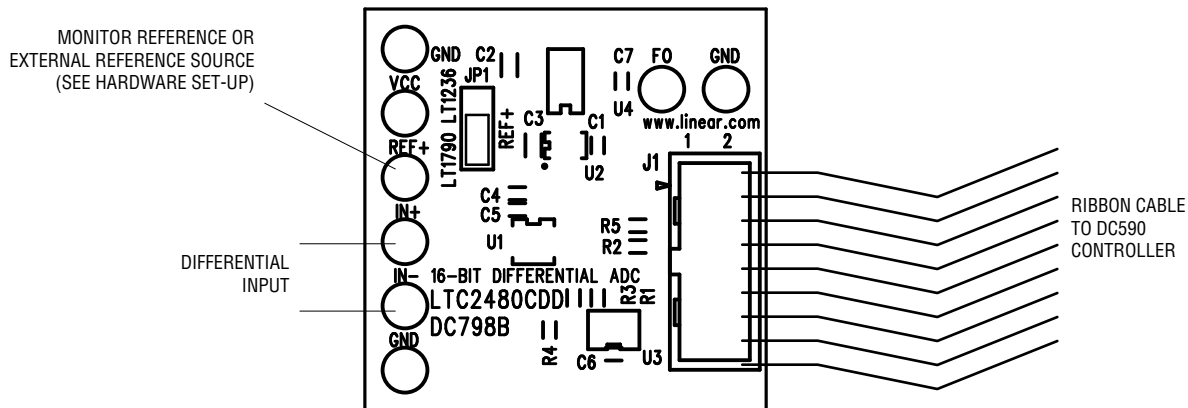 MONITOR REFERENCE OR
EXTERNAL REFERENCE SOURCE
(SEE HARDWARE SET-UP)
DIFFERENTIAL
INPUT
GND
VCC
REF+
IN+
IN-
GND
C2
JP1
LT1236
LT1790
REF+
C3
C1
U2
C7
U4
FO
GND
www.linear.com
1 2
J1
C4
C5
U1
R5
R2
16-BIT DIFFERENTIAL ADC
LTC2480CDD
DC798B
R3
R1
R4
C6
U3
RIBBON CABLE
TO DC590
CONTROLLER